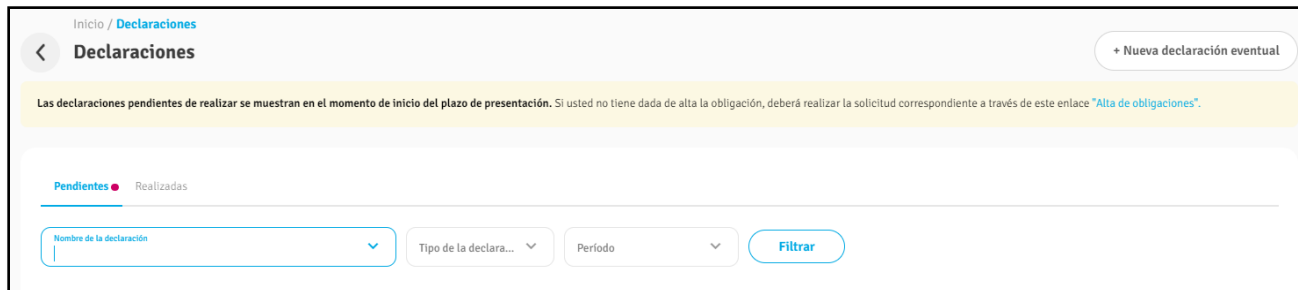 Inicio / Declaraciones
Declaraciones
+ Nueva declaración eventual
Las declaraciones pendientes de realizar se muestran en el momento de inicio del plazo de presentación. Si usted no tiene dada de alta la obligación, deberá realizar la solicitud correspondiente a través de este enlace "Alta de obligaciones".
Pendientes Realizadas
Nombre de la declaración
Tipo de la declara... Período Filtrar